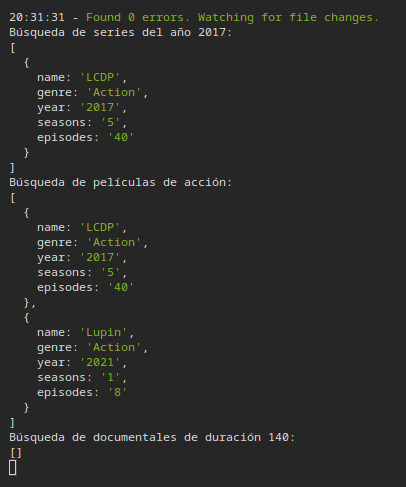 20:31:31 - Found 0 errors. Watching for file changes.
Búsqueda de series del año 2017:
[
  {
    name: 'LCDP',
    genre: 'Action',
    year: '2017',
    seasons: '5',
    episodes: '40'
  }
]
Búsqueda de películas de acción:
[
  {
    name: 'LCDP',
    genre: 'Action',
    year: '2017',
    seasons: '5',
    episodes: '40'
  },
  {
    name: 'Lupin',
    genre: 'Action',
    year: '2021',
    seasons: '1',
    episodes: '8'
  }
]
Búsqueda de documentales de duración 140:
[]